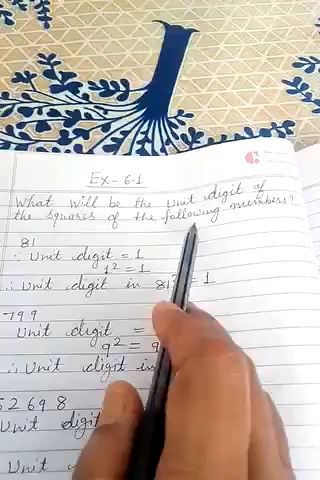 Ex-6.1
What will be the unit digit of
the squares of the following numbers?
81
∵ Unit digit = 1
1² = 1
∴ Unit digit in 81² = 1
799
Unit digit =
9² = 9
∴ Unit digit in
52698
Unit digit
Unit